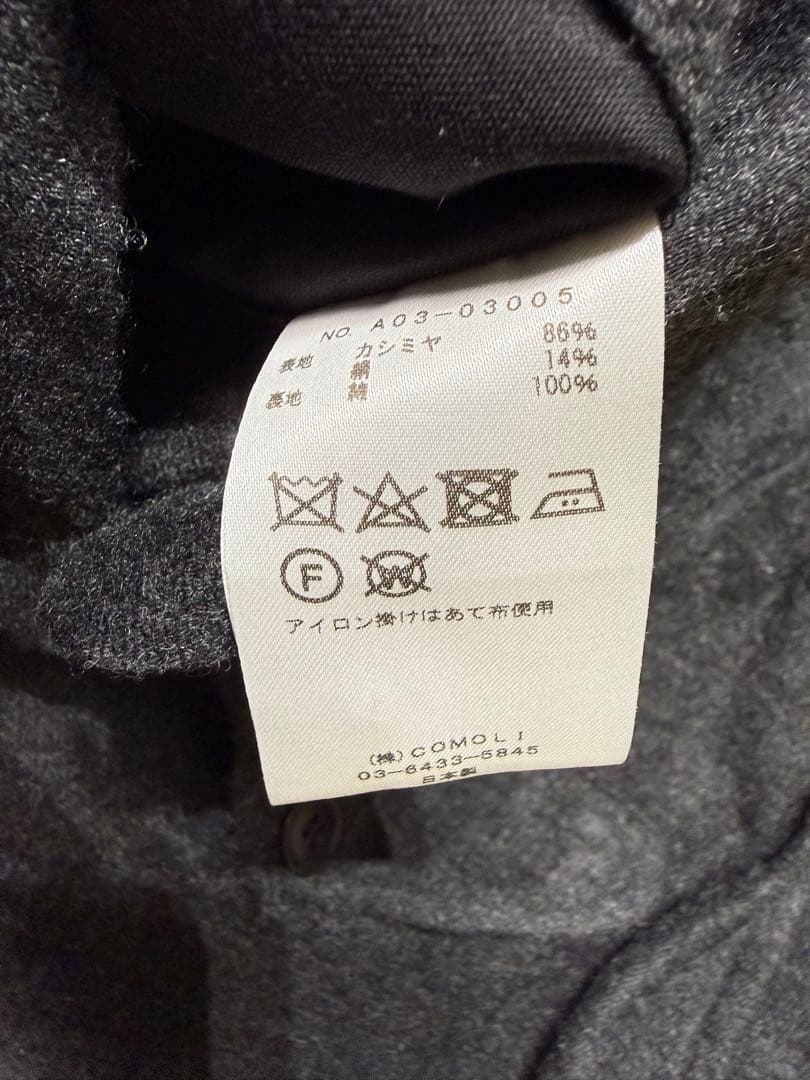 NO. A03-03005
表地 カシミヤ 86%
絹 14%
裏地 綿 100%
F
W
アイロン掛けはあて布使用
(株)COMOLI
03-6433-5845
日本製